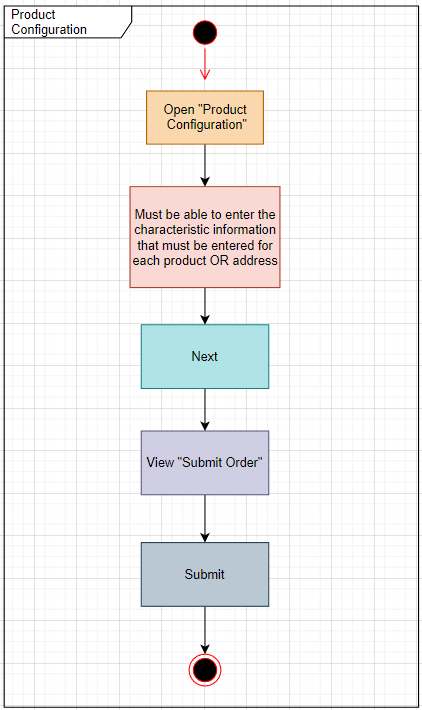 Product
Configuration
Open "Product
Configuration"
Must be able to enter the
characteristic information
that must be entered for
each product OR address
Next
View "Submit Order"
Submit